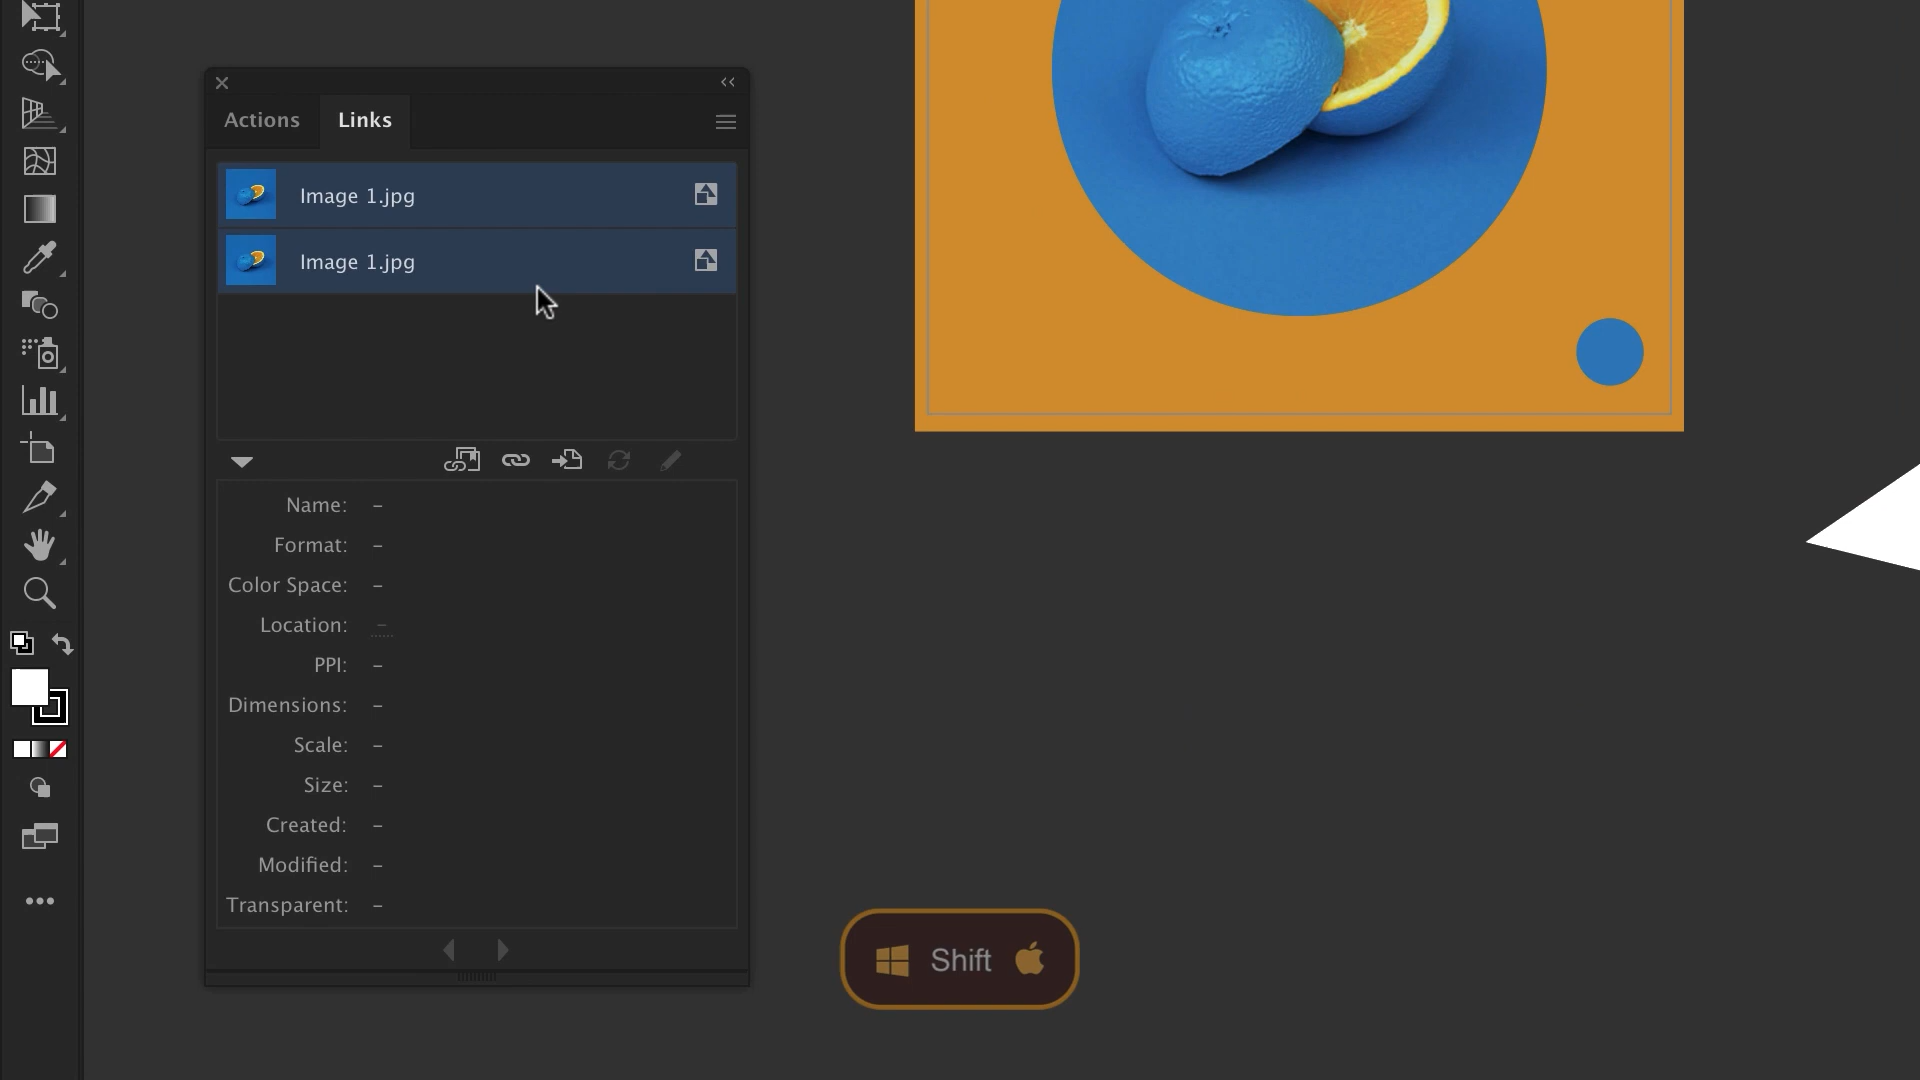 Actions
Links
Image 1.jpg
Image 1.jpg
Name: –
Format: –
Color Space: –
Location: –
PPI: –
Dimensions: –
Scale: –
Size: –
Created: –
Modified: –
Transparent: –
Shift